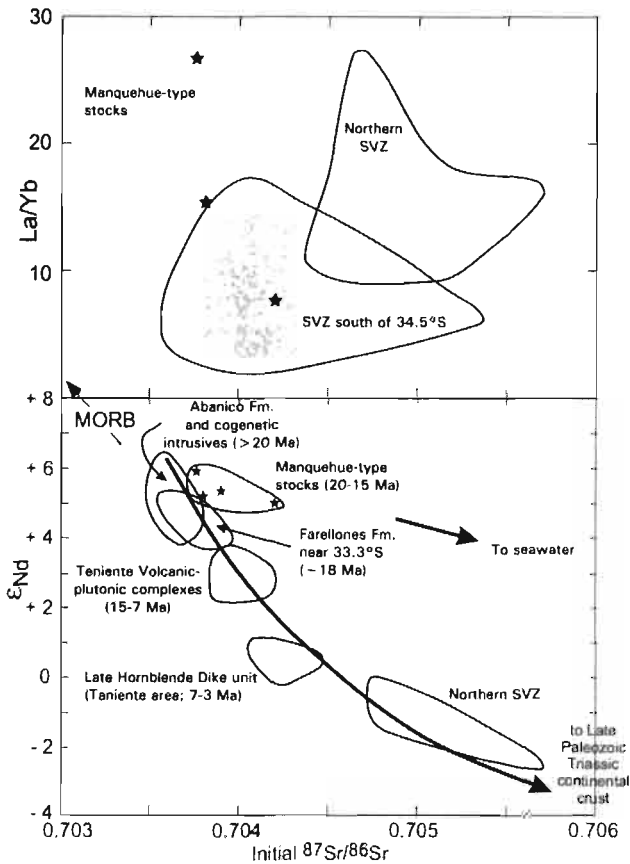 30
Manquehue-type
stocks
Northern
SVZ
20
La/Yb
10
SVZ south of 34.5°S
+ 8
MORB
Abanico Fm.
and cogenetic
intrusives (>20 Ma)
+ 6
Manquehue-type
stocks (20-15 Ma)
+ 4
To seawater
Farellones Fm.
near 33.3°S
(~18 Ma)
εNd
Teniente Volcanic-
plutonic complexes
(15-7 Ma)
+ 2
0
Late Hornblende Dike unit
(Taniente area; 7-3 Ma)
Northern SVZ
- 2
to Late
Paleozoic
Triassic
continental
crust
- 4
0.703
0.704
0.705
0.706
Initial ⁸⁷Sr/⁸⁶Sr